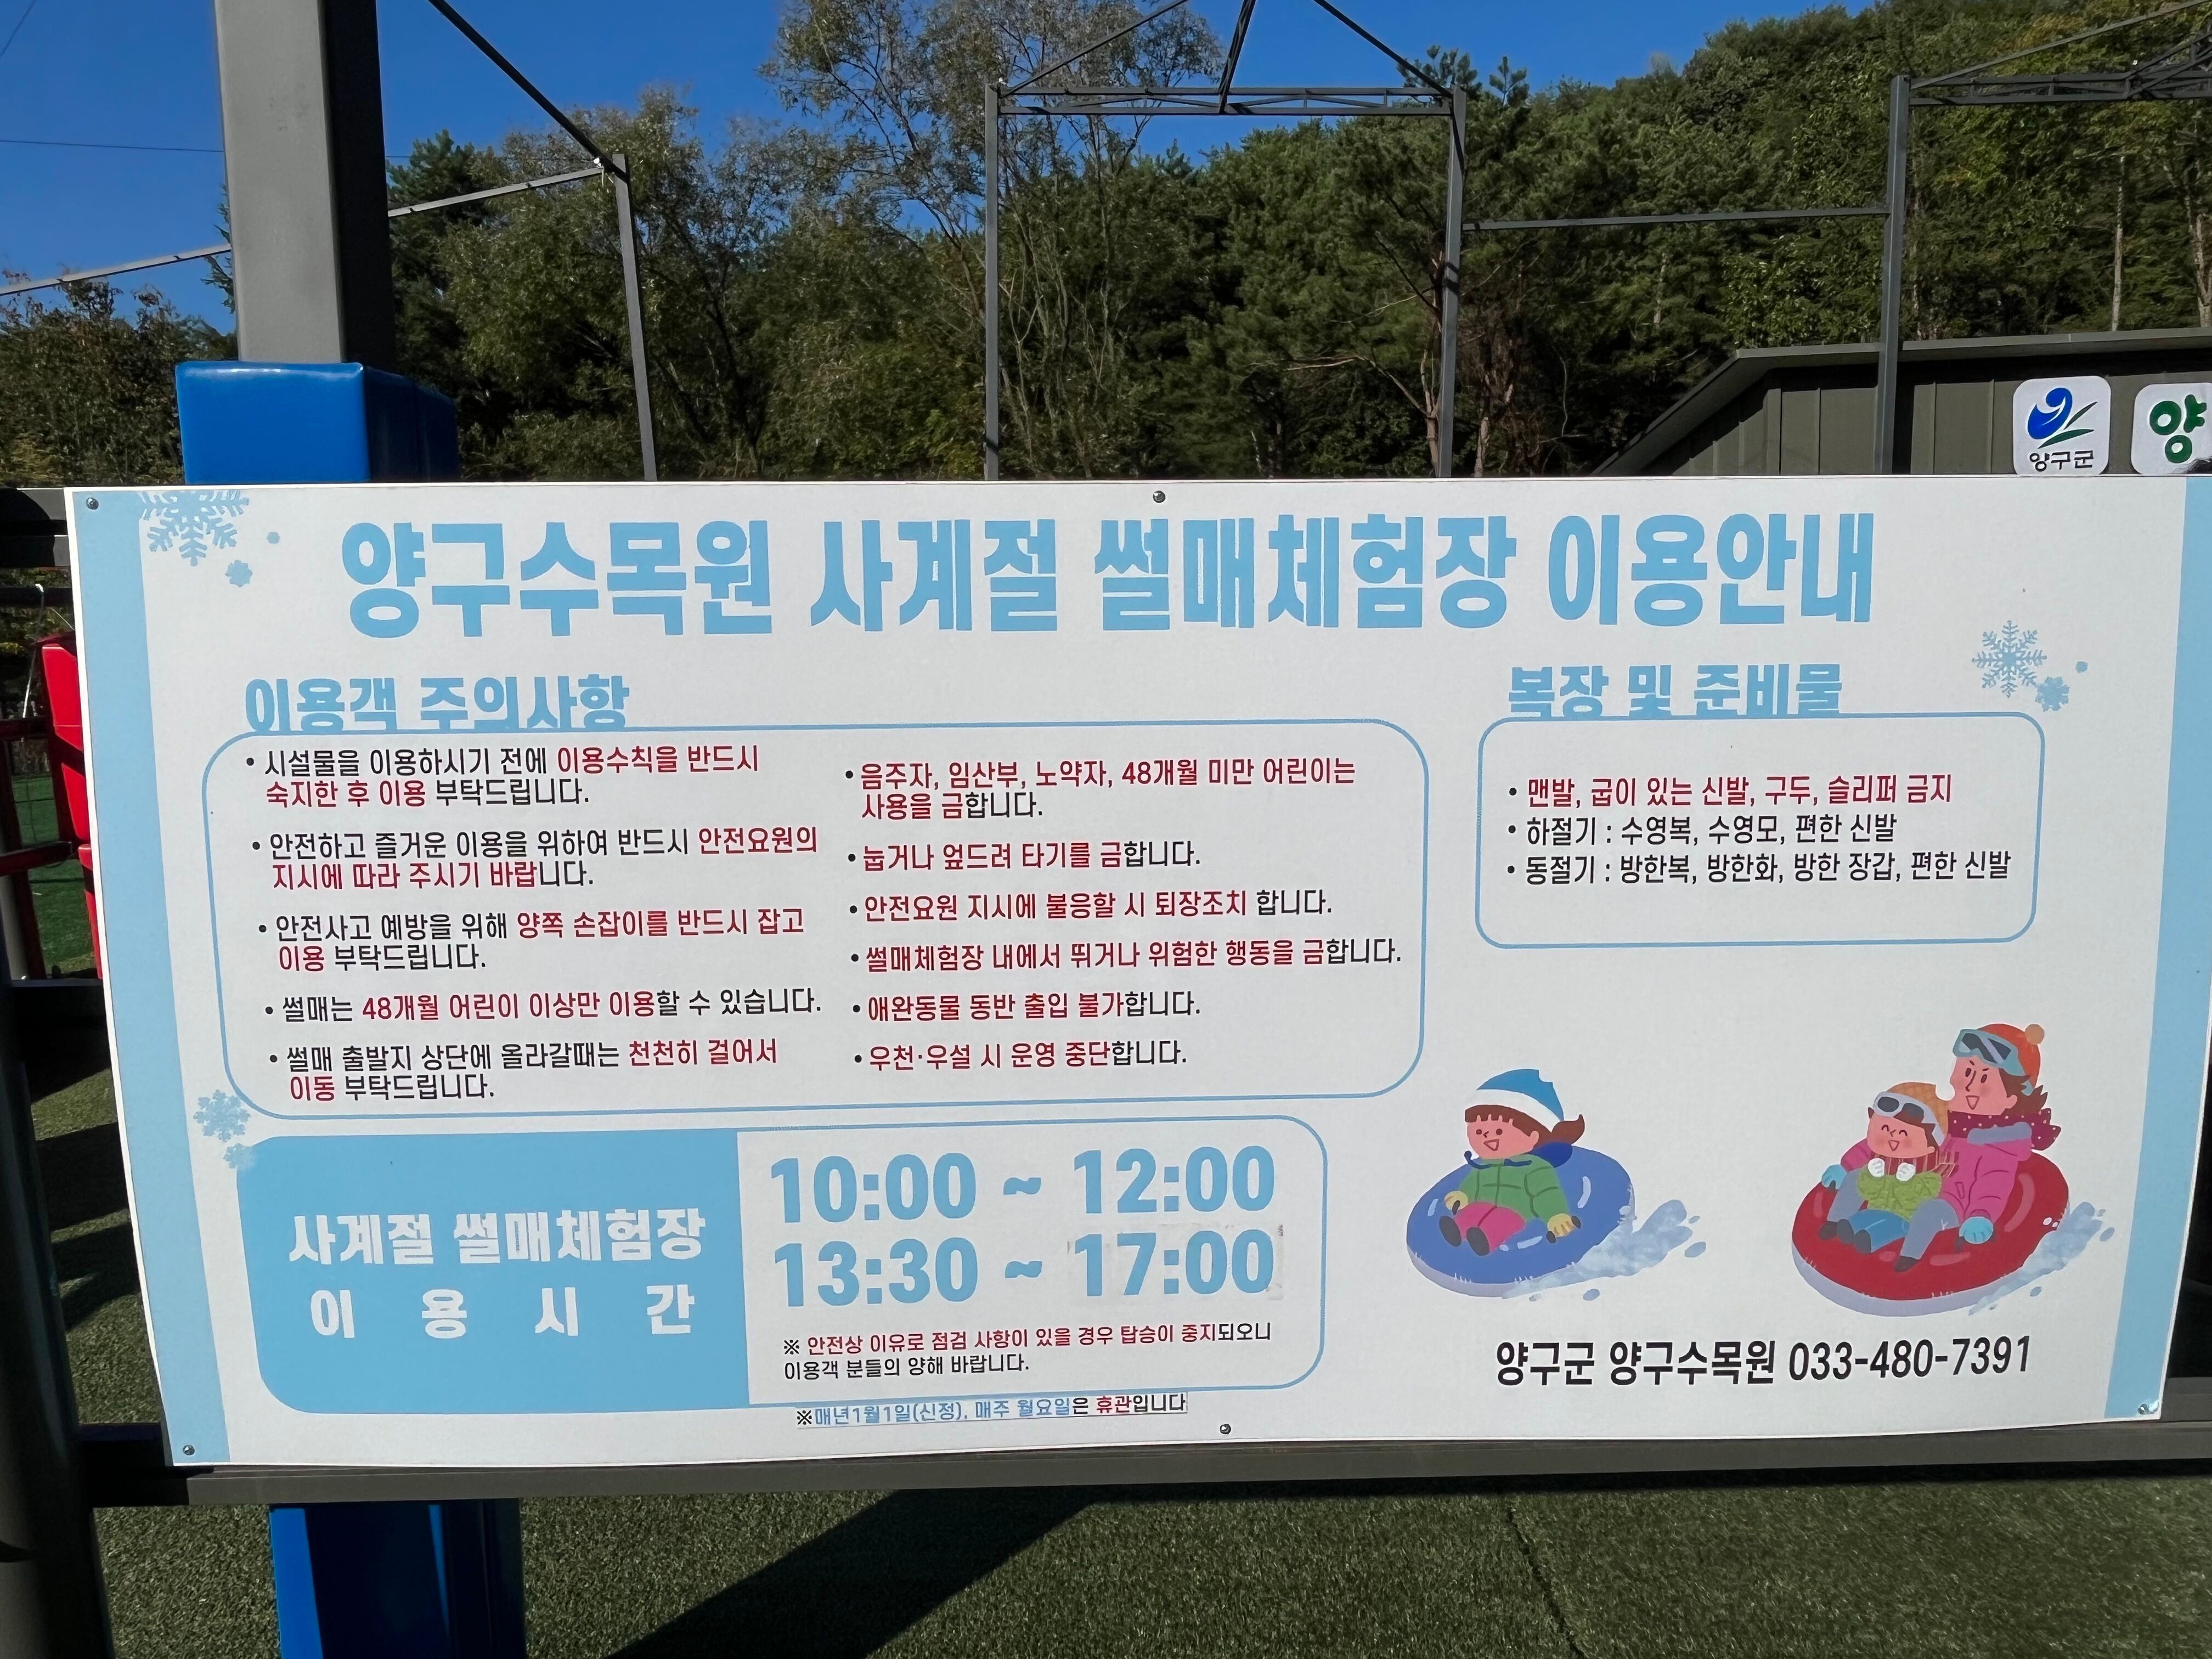 양구군
양
양구수목원 사계절 썰매체험장 이용안내
이용객 주의사항
• 시설물을 이용하시기 전에 이용수칙을 반드시
숙지한 후 이용 부탁드립니다.
• 안전하고 즐거운 이용을 위하여 반드시 안전요원의
지시에 따라 주시기 바랍니다.
• 안전사고 예방을 위해 양쪽 손잡이를 반드시 잡고
이용 부탁드립니다.
• 썰매는 48개월 어린이 이상만 이용할 수 있습니다.
• 썰매 출발지 상단에 올라갈때는 천천히 걸어서
이동 부탁드립니다.
• 음주자, 임산부, 노약자, 48개월 미만 어린이는
사용을 금합니다.
• 눕거나 엎드려 타기를 금합니다.
• 안전요원 지시에 불응할 시 퇴장조치 합니다.
• 썰매체험장 내에서 뛰거나 위험한 행동을 금합니다.
• 애완동물 동반 출입 불가합니다.
• 우천·우설 시 운영 중단합니다.
복장 및 준비물
• 맨발, 굽이 있는 신발, 구두, 슬리퍼 금지
• 하절기 : 수영복, 수영모, 편한 신발
• 동절기 : 방한복, 방한화, 방한 장갑, 편한 신발
사계절 썰매체험장
이 용 시 간
10:00 ~ 12:00
13:30 ~ 17:00
※ 안전상 이유로 점검 사항이 있을 경우 탑승이 중지되오니
이용객 분들의 양해 바랍니다.
※매년1월1일(신정), 매주 월요일은 휴관입니다
양구군 양구수목원 033-480-7391